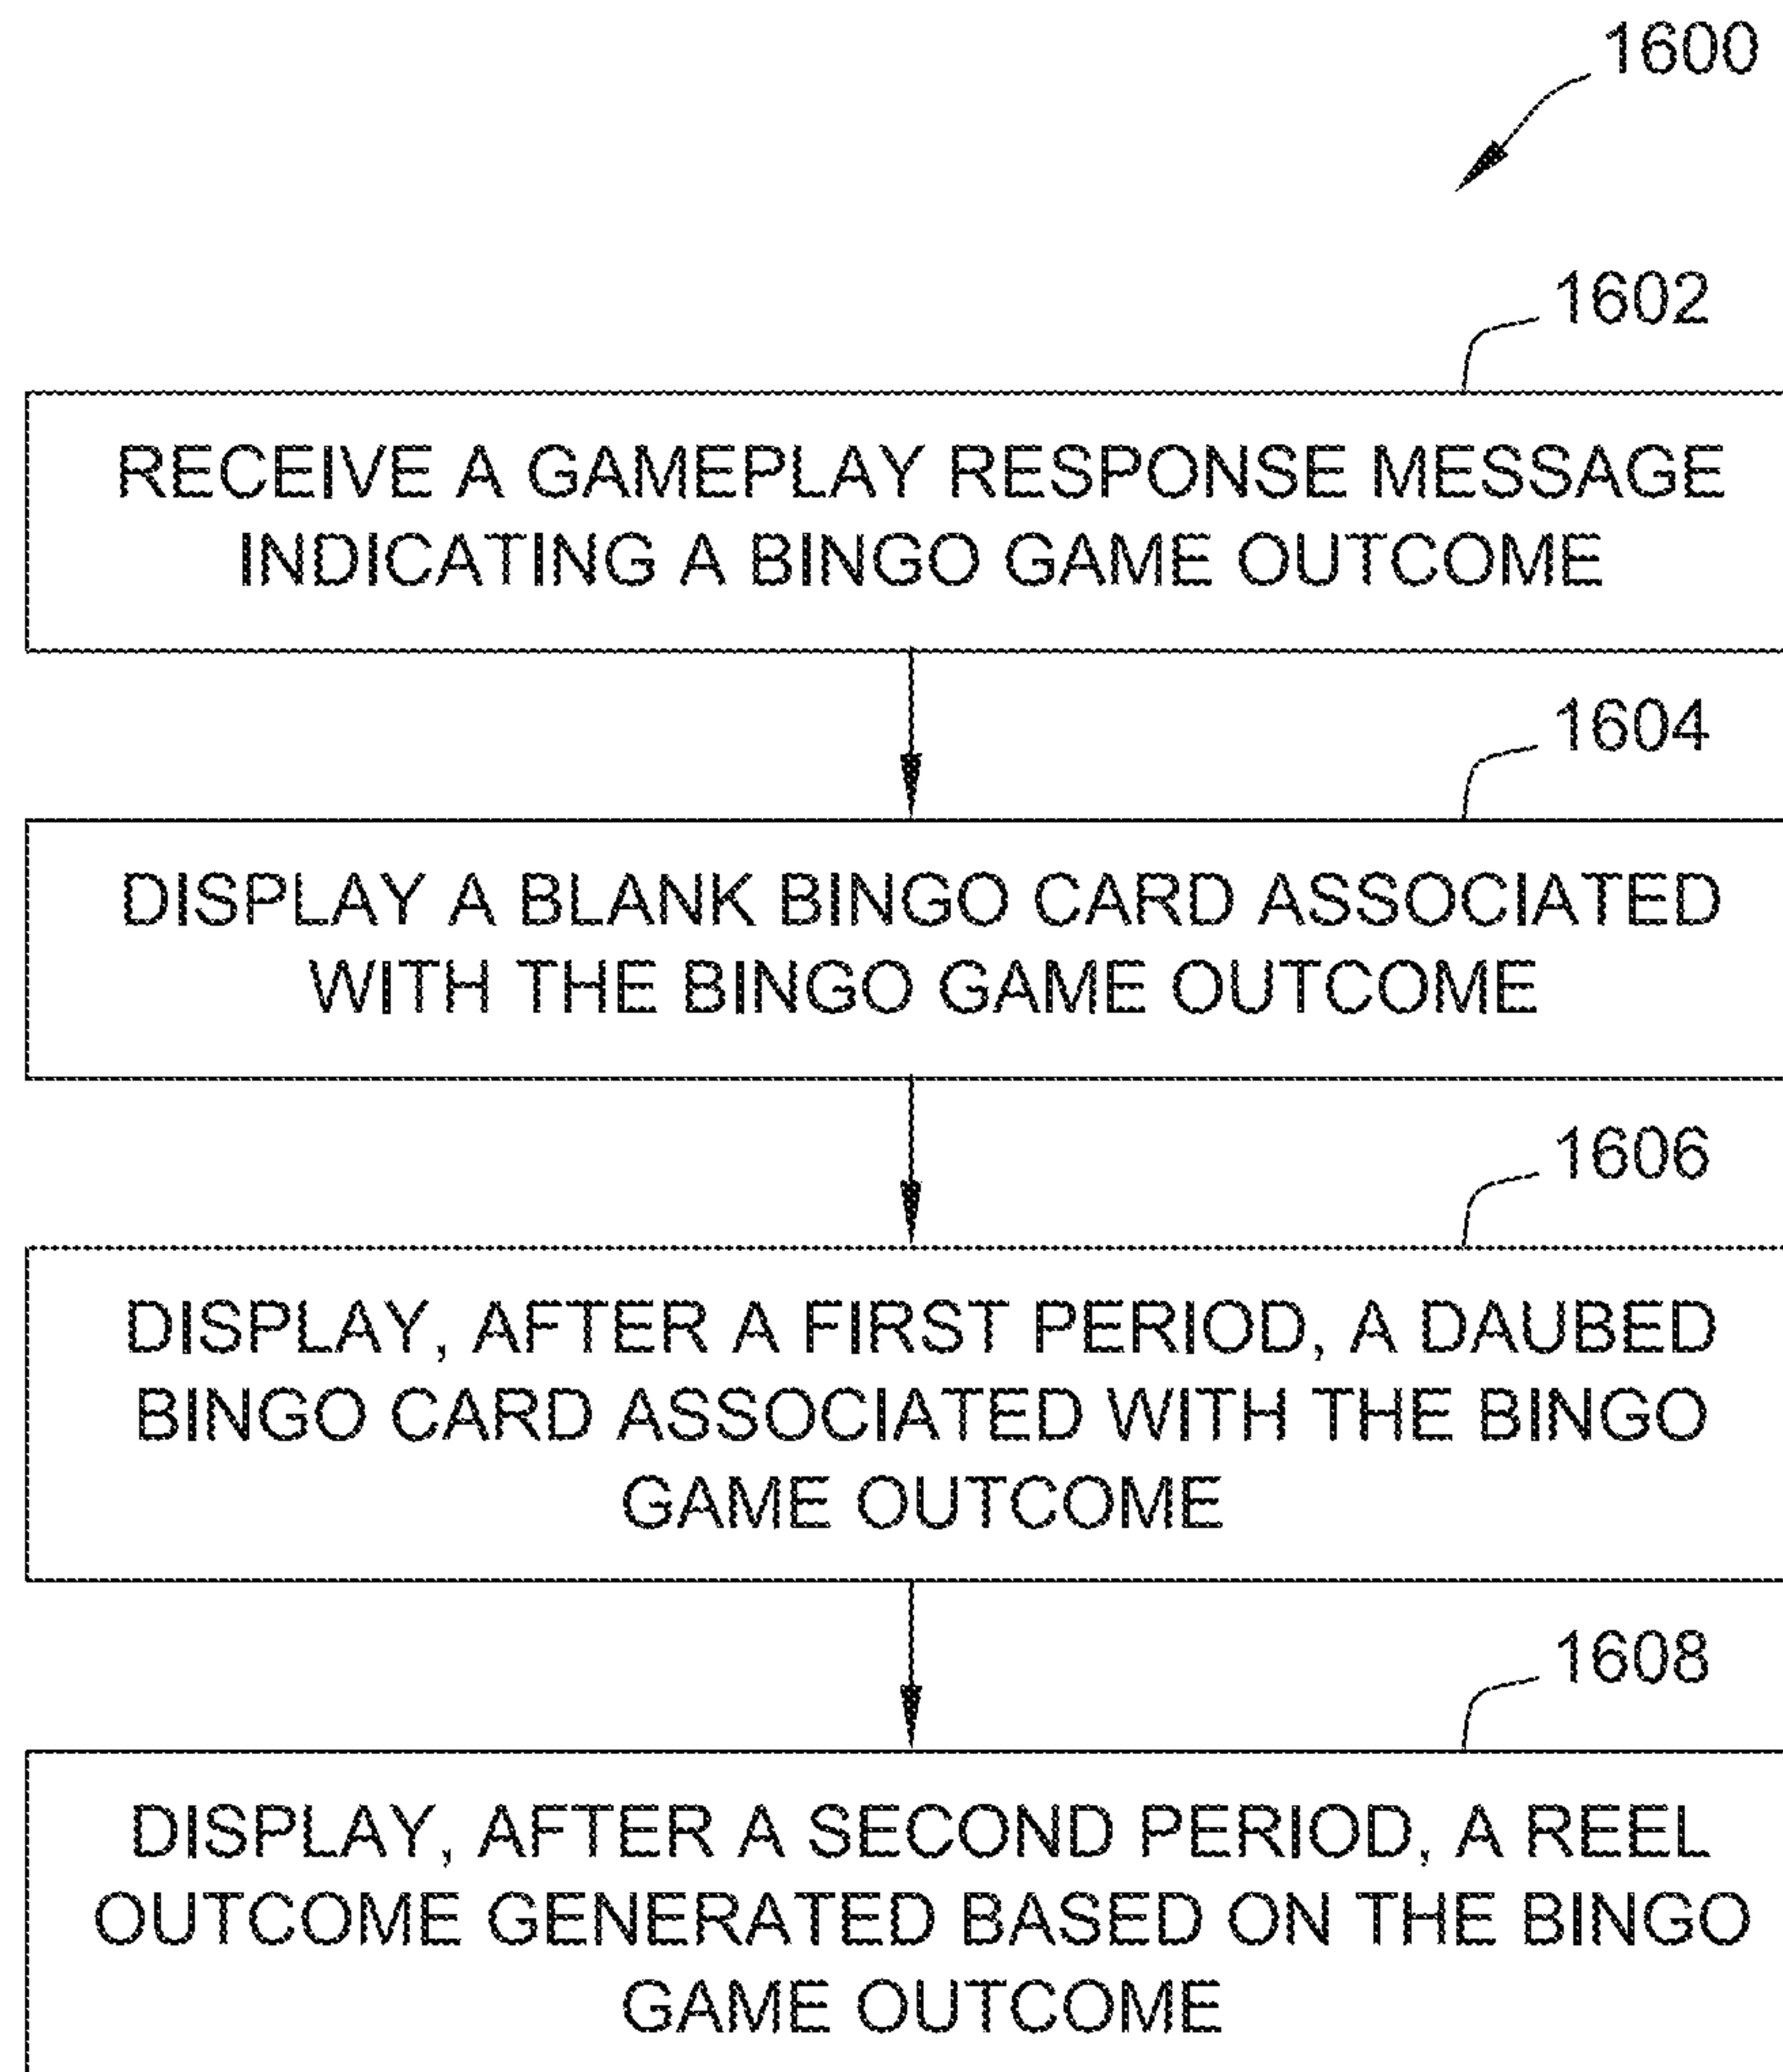 1600
1602
RECEIVE A GAMEPLAY RESPONSE MESSAGE
INDICATING A BINGO GAME OUTCOME
1604
DISPLAY A BLANK BINGO CARD ASSOCIATED
WITH THE BINGO GAME OUTCOME
1606
DISPLAY, AFTER A FIRST PERIOD, A DAUBED
BINGO CARD ASSOCIATED WITH THE BINGO
GAME OUTCOME
1608
DISPLAY, AFTER A SECOND PERIOD, A REEL
OUTCOME GENERATED BASED ON THE BINGO
GAME OUTCOME